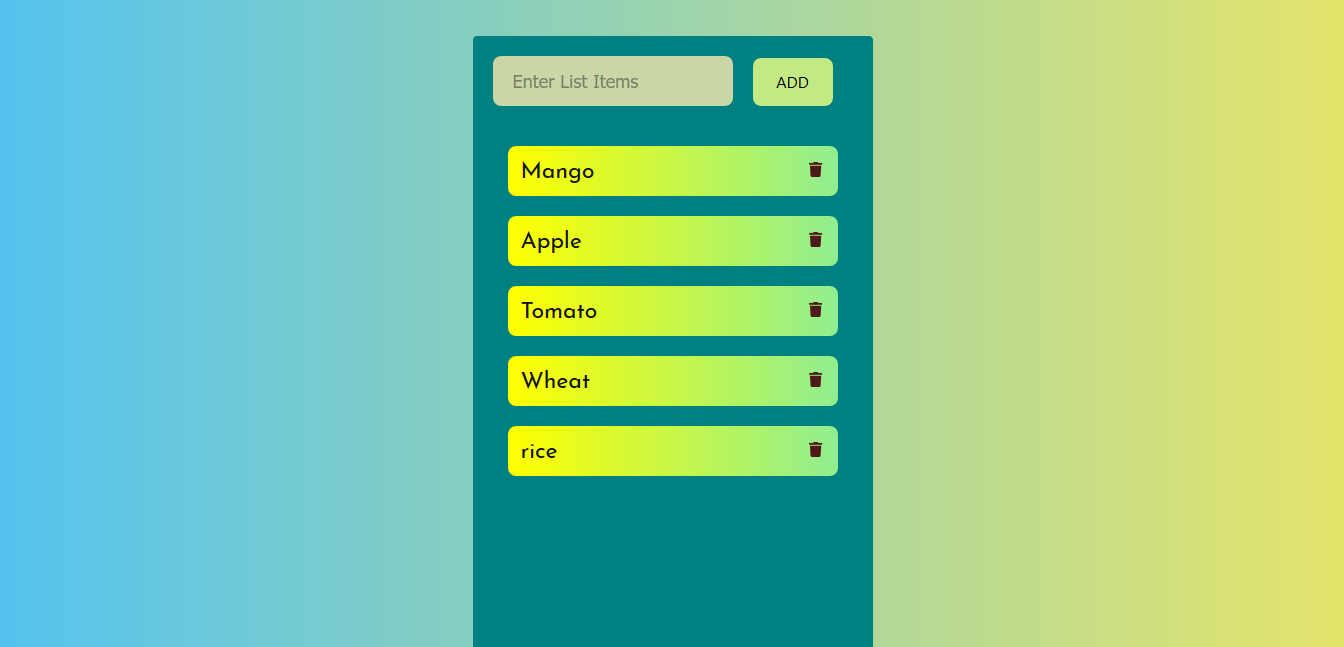 Enter List Items
ADD
Mango
Apple
Tomato
Wheat
rice